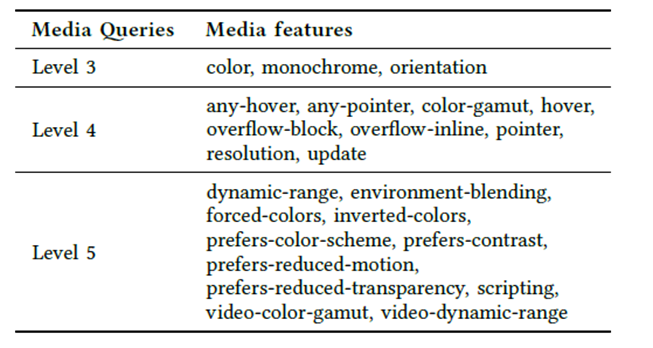 Media Queries Media features
Level 3 color, monochrome, orientation
any-hover, any-pointer, color-gamut, hover,
Level 4 overflow-block, overflow-inline, pointer,
resolution, update
dynamic-range, environment-blending,
forced-colors, inverted-colors,
Level 5 prefers-color-scheme, prefers-contrast,
prefers-reduced-motion,
prefers-reduced-transparency, scripting,
video-color-gamut, video-dynamic-range